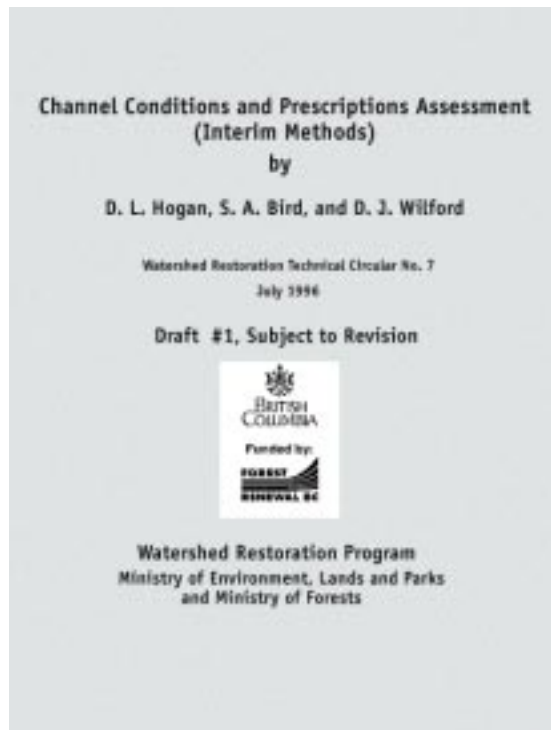 Channel Conditions and Prescriptions Assessment
(Interim Methods)
by
D. L. Hogan, S. A. Bird, and D. J. Wilford
Watershed Restoration Technical Circular No. 7
July 1996
Draft #1, Subject to Revision
BRITISH
COLUMBIA
Funded by:
FOREST
RENEWAL BC
Watershed Restoration Program
Ministry of Environment, Lands and Parks
and Ministry of Forests